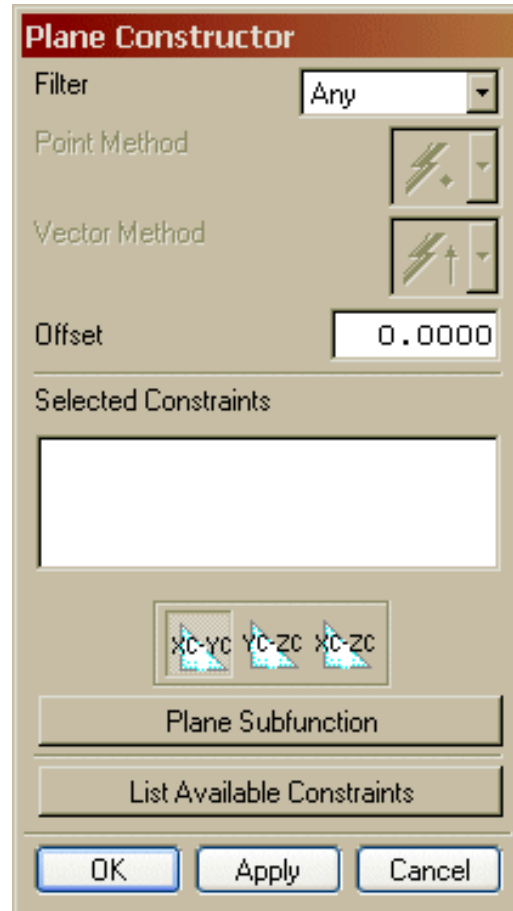 Plane Constructor
Filter Any
Point Method
Vector Method
Offset 0.0000
Selected Constraints
XC-YC YC-ZC XC-ZC
Plane Subfunction
List Available Constraints
OK Apply Cancel